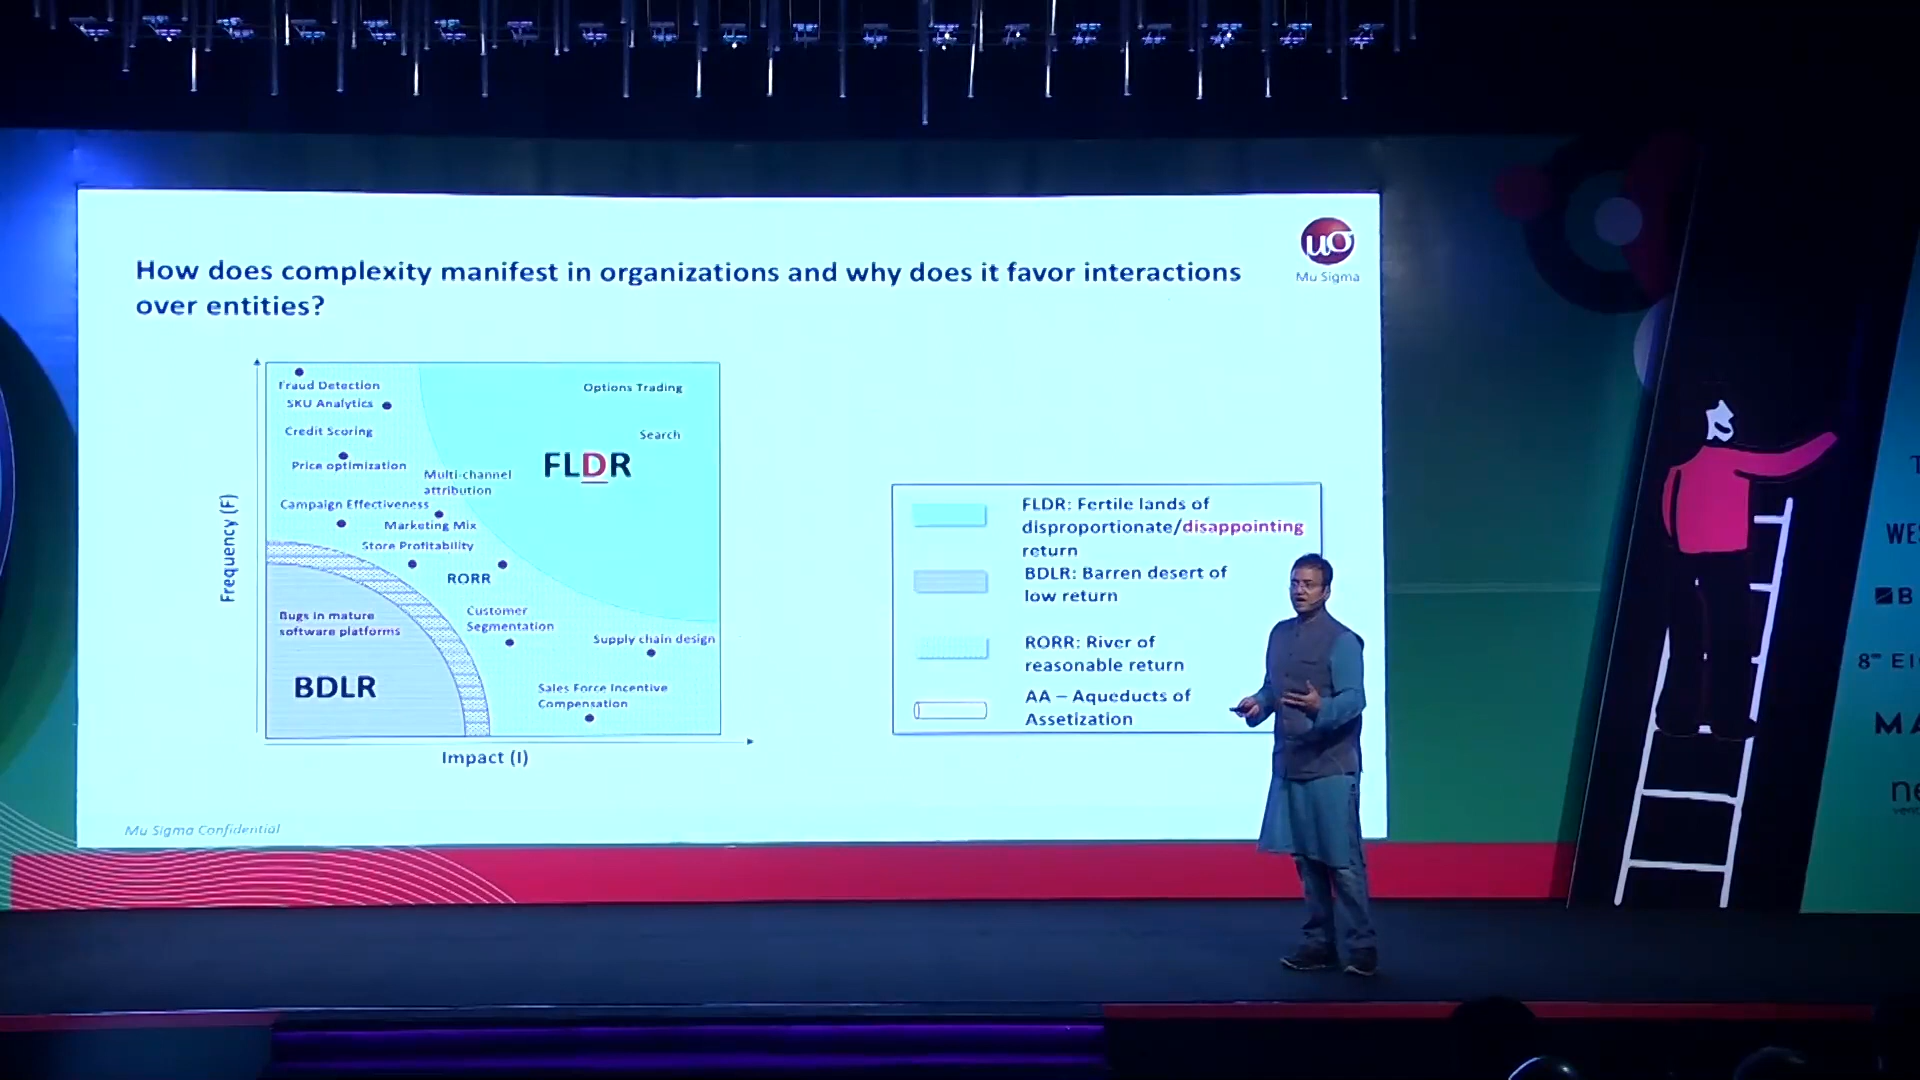 How does complexity manifest in organizations and why does it favor interactions
over entities?
μσ
Mu Sigma
Fraud Detection
SKU Analytics
Credit Scoring
Price optimization
Multi-channel
attribution
Campaign Effectiveness
Marketing Mix
Store Profitability
RORR
Options Trading
Search
FLDR
Customer
Segmentation
Supply chain design
Sales Force Incentive
Compensation
Bugs in mature
software platforms
BDLR
Frequency (F)
Impact (I)
FLDR: Fertile lands of
disproportionate/disappointing
return
BDLR: Barren desert of
low return
RORR: River of
reasonable return
AA – Aqueducts of
Assetization
Mu Sigma Confidential